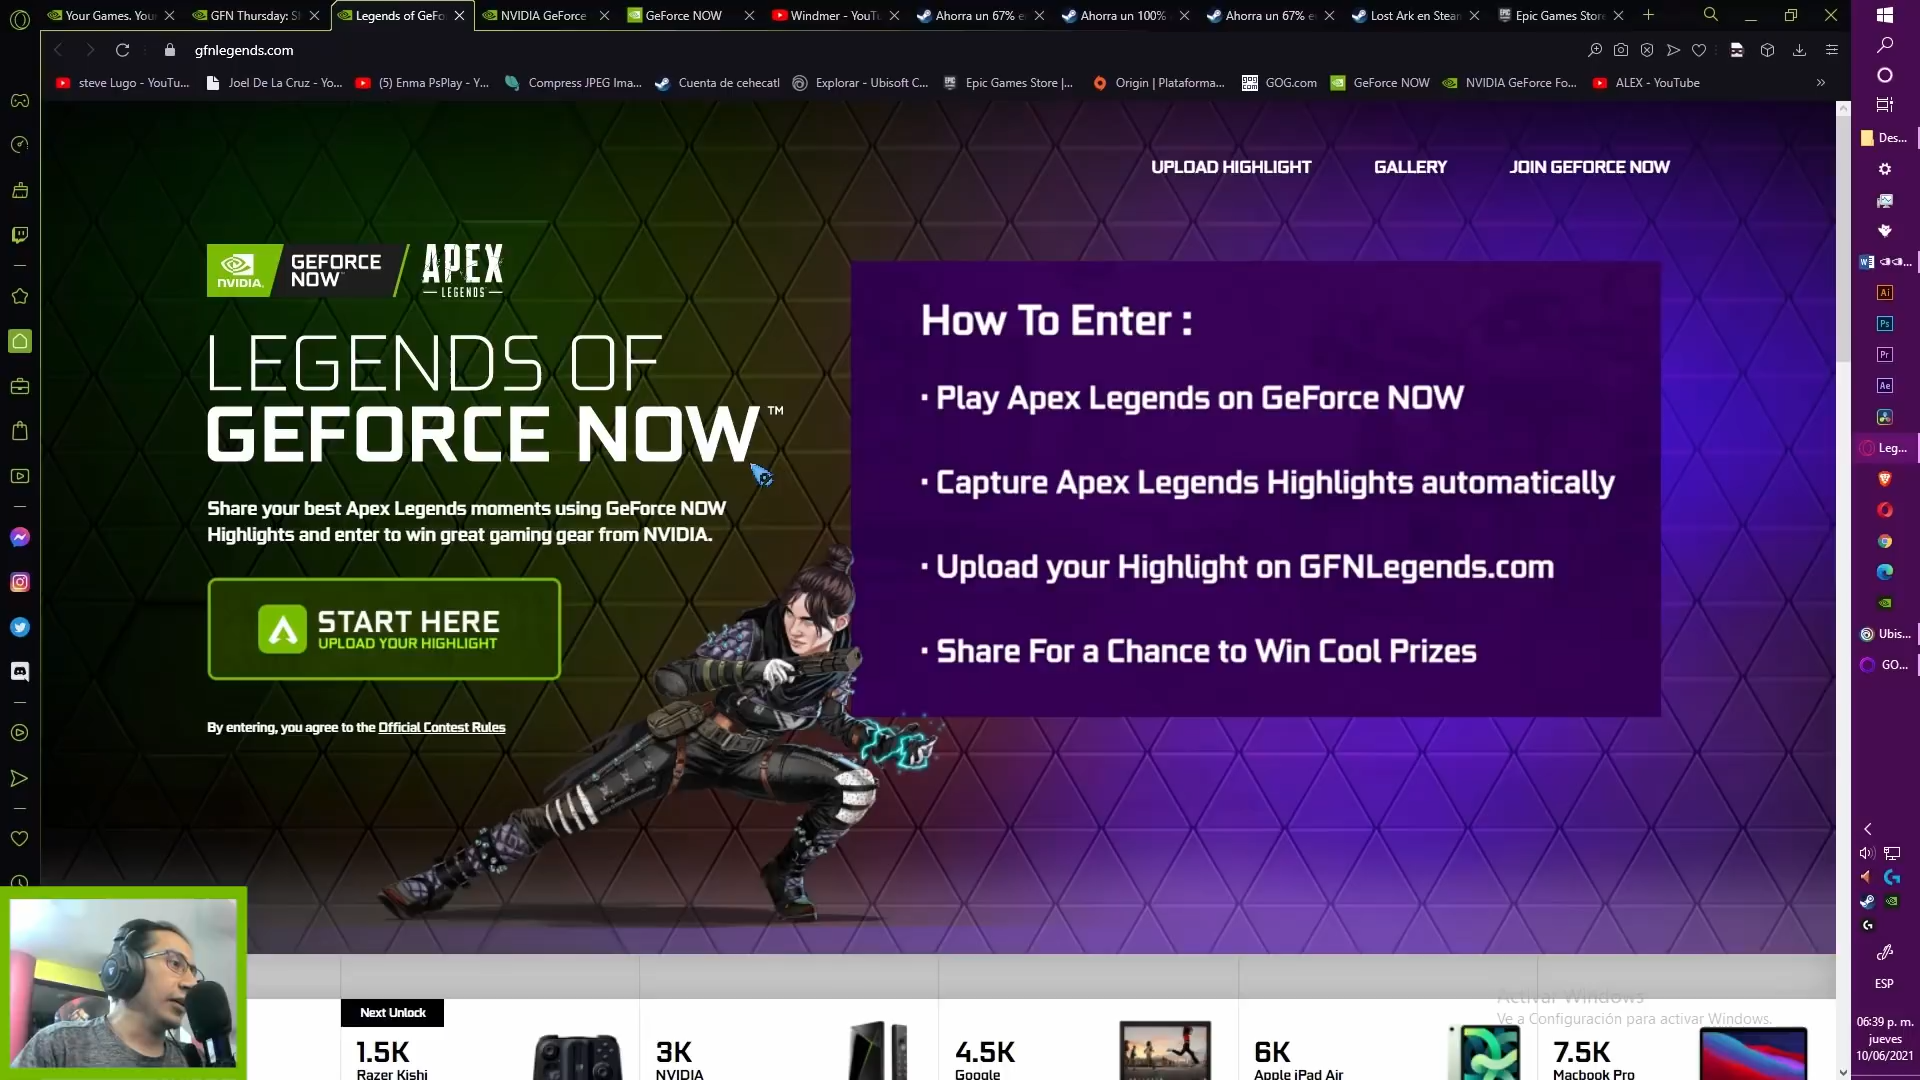 Your Games. Your
GFN Thursday: S
Legends of GeFo
NVIDIA GeForce
GeForce NOW
Windmer - YouTu
Ahorra un 67% e
Ahorra un 100%
Ahorra un 67% e
Lost Ark en Stean
Epic Games Store
gfnlegends.com
steve Lugo - YouTu...
Joel De La Cruz - Yo...
(5) Enma PsPlay - Y...
Compress JPEG Ima...
Cuenta de cehecatl
Explorar - Ubisoft C...
Epic Games Store |...
Origin | Plataforma...
GOG.com
GeForce NOW
NVIDIA GeForce Fo...
ALEX - YouTube
UPLOAD HIGHLIGHT
GALLERY
JOIN GEFORCE NOW
NVIDIA.
GEFORCE
NOW
APEX
LEGENDS
LEGENDS OF
GEFORCE NOW™
Share your best Apex Legends moments using GeForce NOW
Highlights and enter to win great gaming gear from NVIDIA.
START HERE
UPLOAD YOUR HIGHLIGHT
By entering, you agree to the Official Contest Rules
How To Enter :
· Play Apex Legends on GeForce NOW
· Capture Apex Legends Highlights automatically
· Upload your Highlight on GFNLegends.com
· Share For a Chance to Win Cool Prizes
Next Unlock
1.5K
Razer Kishi
3K
NVIDIA
4.5K
Google
6K
Apple iPad Air
7.5K
Macbook Pro
Activar Windows
Ve a Configuración para activar Windows.
Des...
Ai
Ps
Pr
Ae
Leg...
Ubis...
GO...
ESP
06:39 p. m.
jueves
10/06/2021